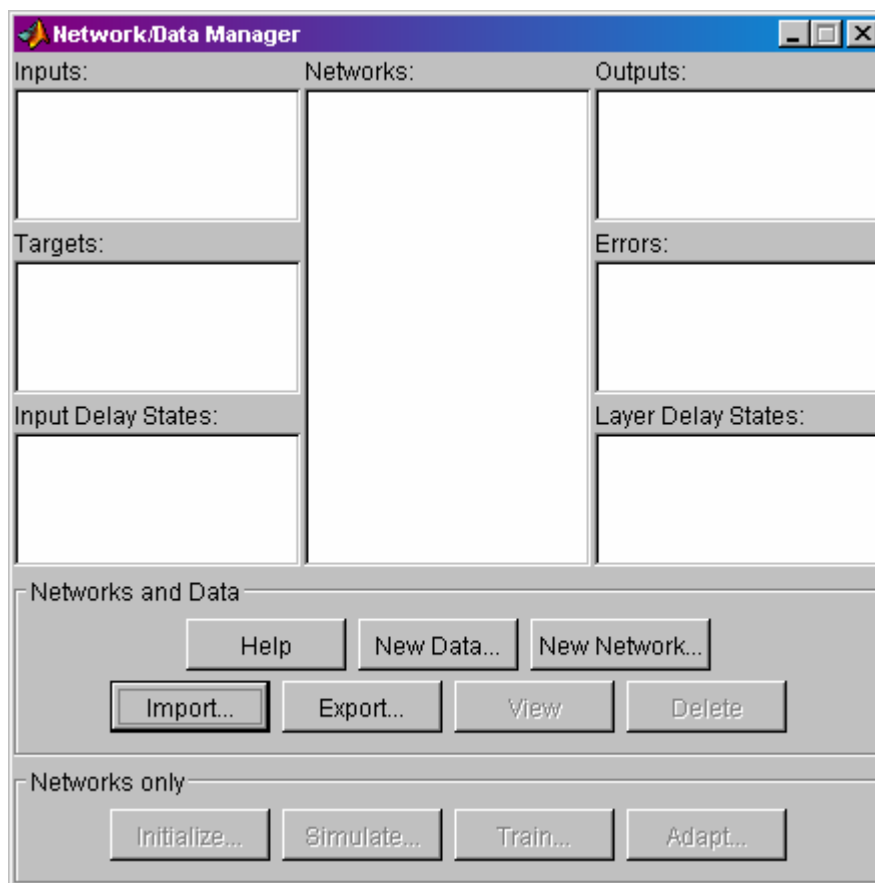 Network/Data Manager
Inputs: Networks: Outputs:
Targets: Errors:
Input Delay States: Layer Delay States:
Networks and Data
Help New Data... New Network...
Import... Export... View Delete
Networks only
Initialize... Simulate... Train... Adapt...